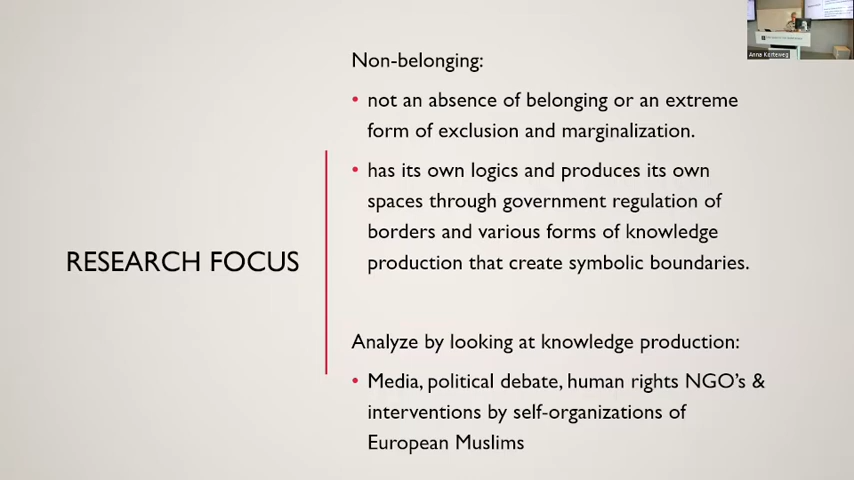 Anna Korteweg
Non-belonging:
• not an absence of belonging or an extreme
form of exclusion and marginalization.
• has its own logics and produces its own
spaces through government regulation of
borders and various forms of knowledge
production that create symbolic boundaries.
RESEARCH FOCUS
Analyze by looking at knowledge production:
• Media, political debate, human rights NGO's &
interventions by self-organizations of
European Muslims